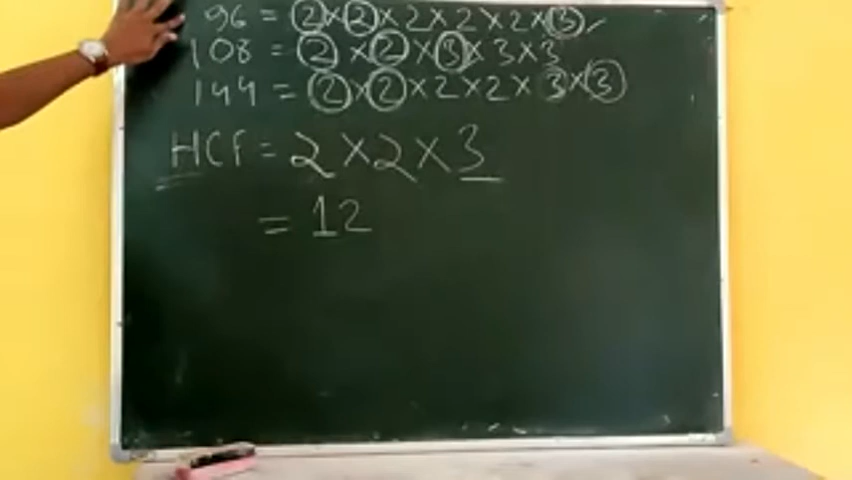 96 = 2×2×2×2×2×3
108 = 2×2×3×3×3
144 = 2×2×2×2×3×3
HCF = 2×2×3
= 12